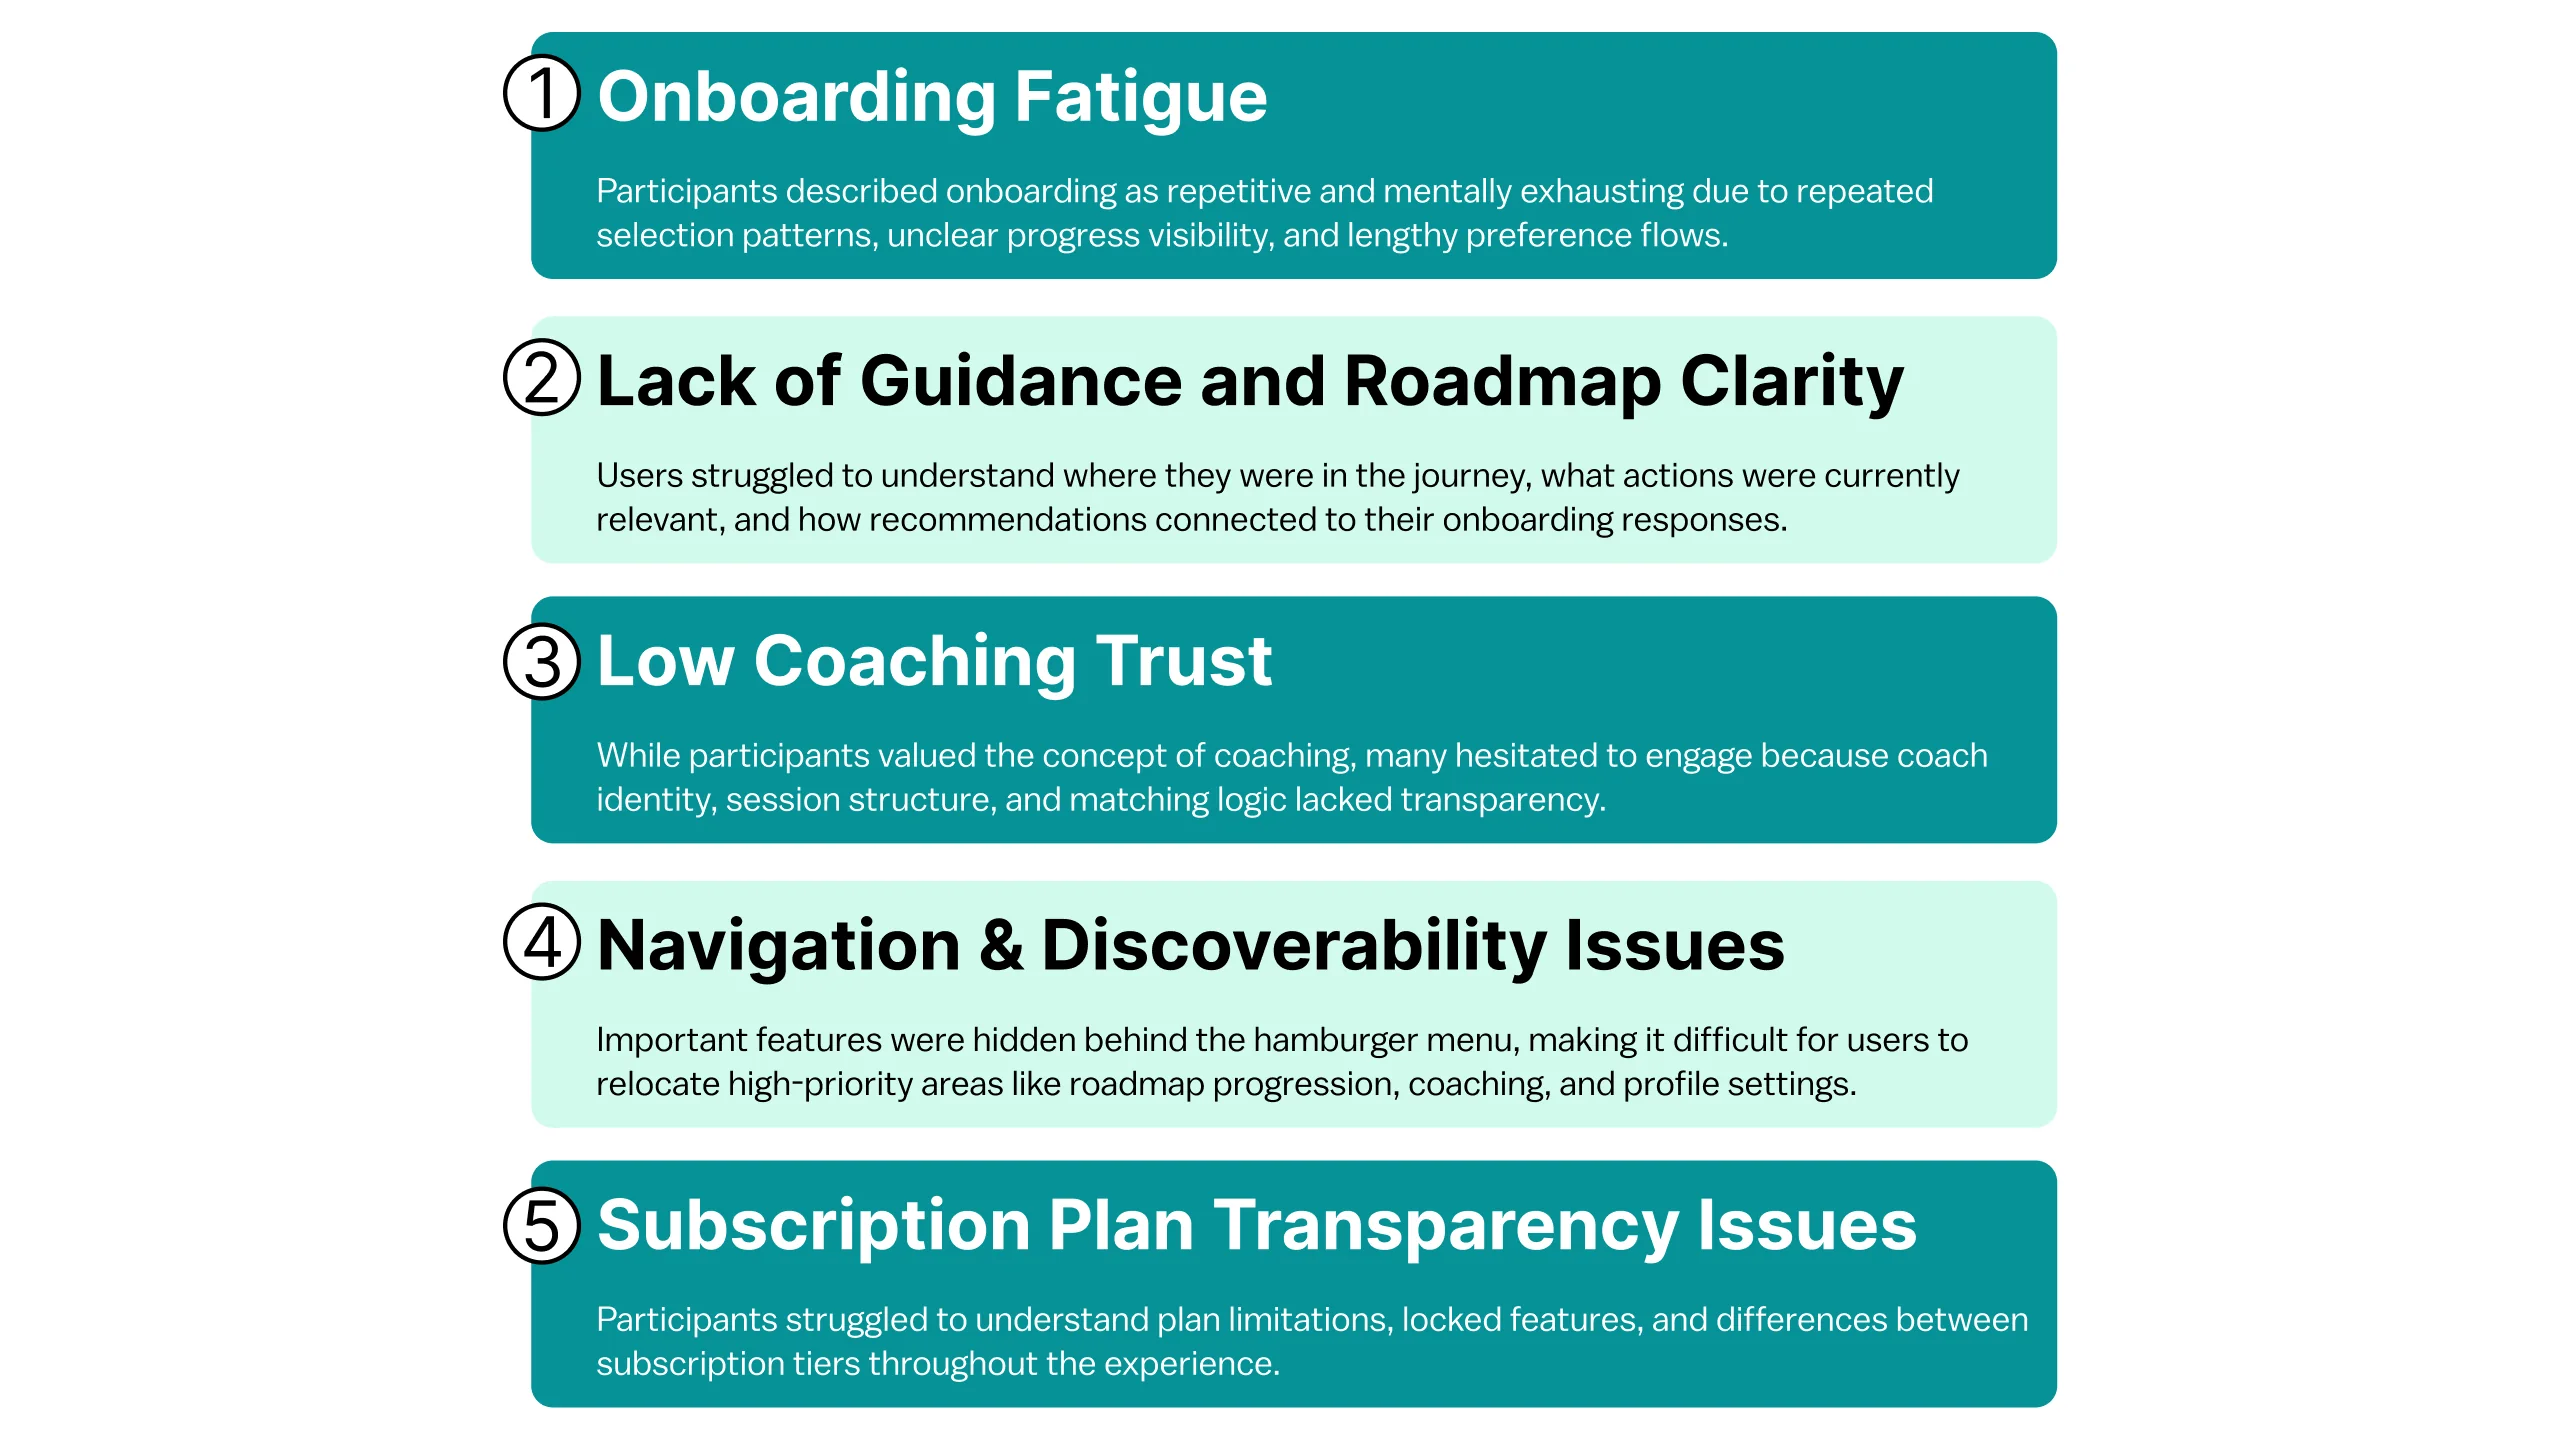 ① Onboarding Fatigue
Participants described onboarding as repetitive and mentally exhausting due to repeated
selection patterns, unclear progress visibility, and lengthy preference flows.
② Lack of Guidance and Roadmap Clarity
Users struggled to understand where they were in the journey, what actions were currently
relevant, and how recommendations connected to their onboarding responses.
③ Low Coaching Trust
While participants valued the concept of coaching, many hesitated to engage because coach
identity, session structure, and matching logic lacked transparency.
④ Navigation & Discoverability Issues
Important features were hidden behind the hamburger menu, making it difficult for users to
relocate high-priority areas like roadmap progression, coaching, and profile settings.
⑤ Subscription Plan Transparency Issues
Participants struggled to understand plan limitations, locked features, and differences between
subscription tiers throughout the experience.